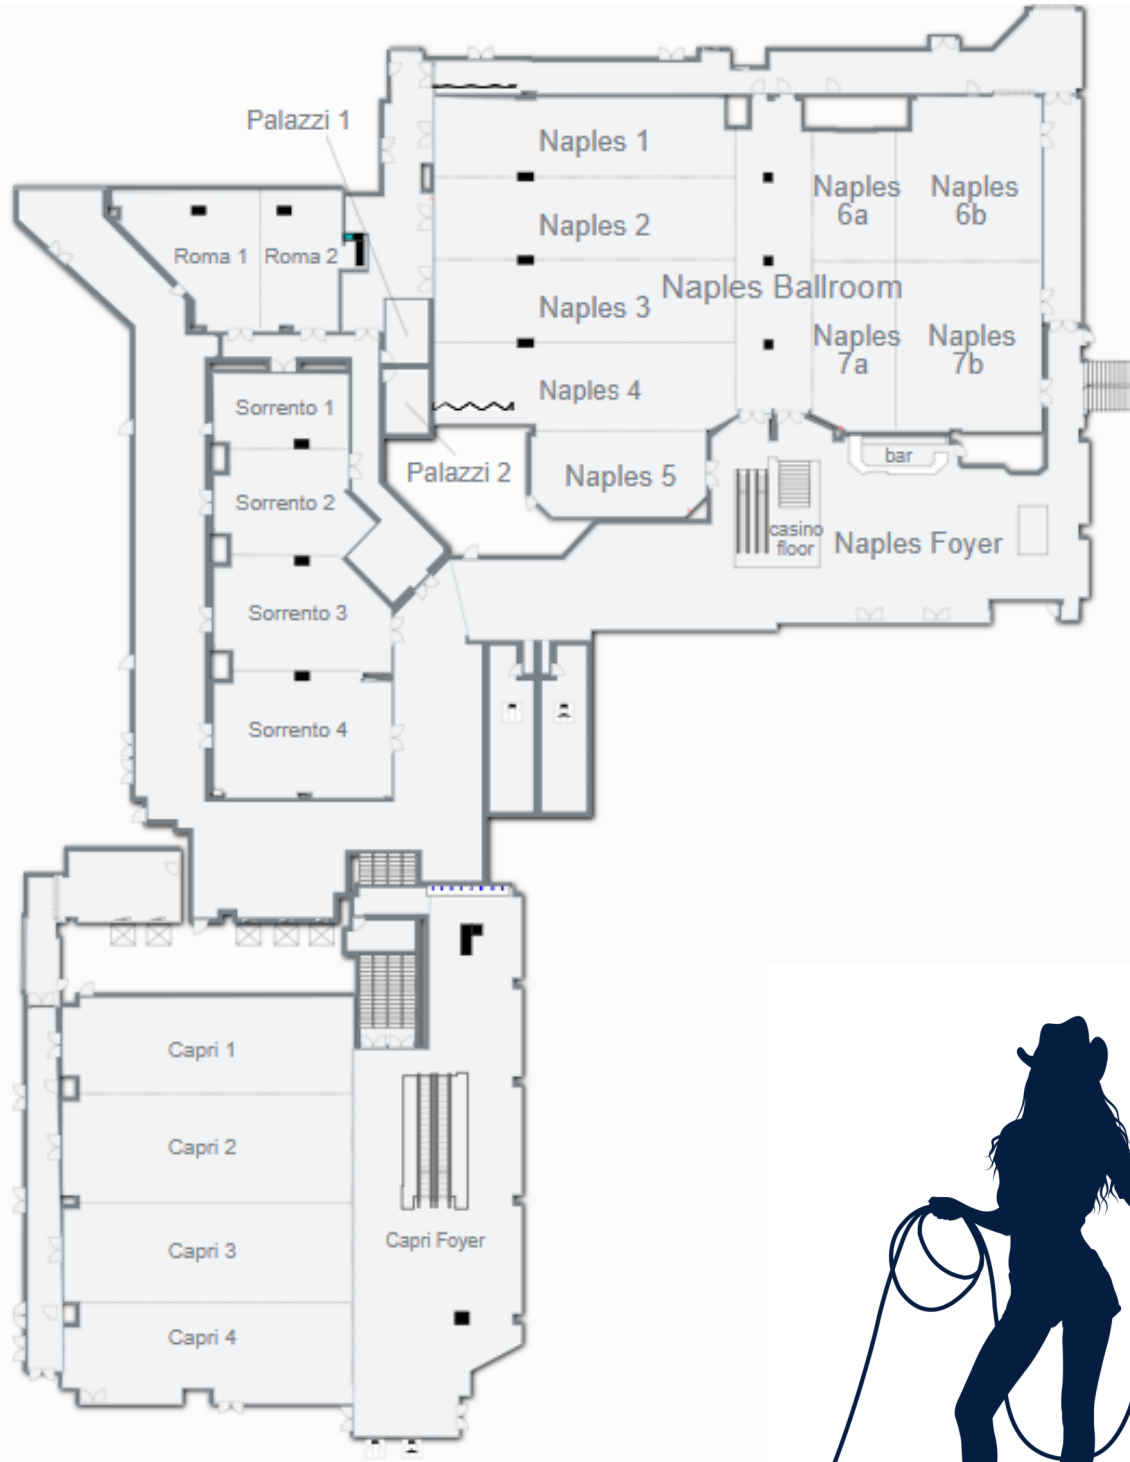 Palazzi 1
Naples 1
Naples 2
Naples 3
Naples 4
Naples
6a
Naples
6b
Naples Ballroom
Naples
7a
Naples
7b
Roma 1
Roma 2
Sorrento 1
Sorrento 2
Sorrento 3
Sorrento 4
Palazzi 2
Naples 5
bar
casino
floor
Naples Foyer
Capri 1
Capri 2
Capri 3
Capri 4
Capri Foyer